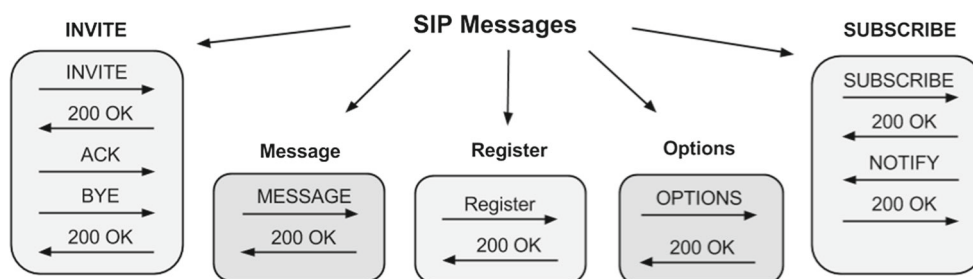 SIP Messages
INVITE
INVITE
200 OK
ACK
BYE
200 OK
Message
MESSAGE
200 OK
Register
Register
200 OK
Options
OPTIONS
200 OK
SUBSCRIBE
SUBSCRIBE
200 OK
NOTIFY
200 OK